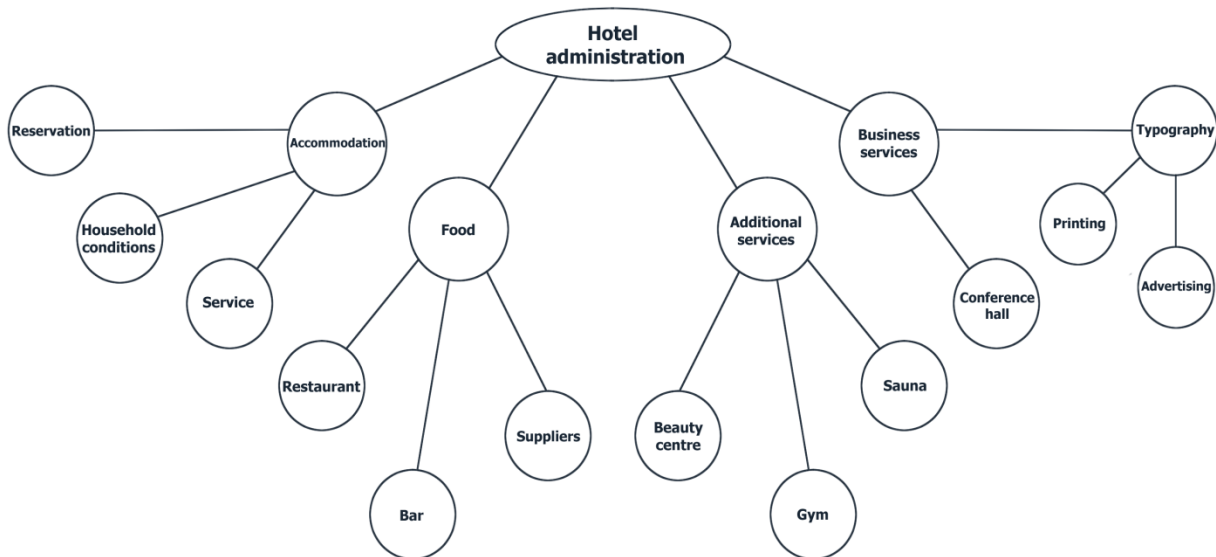 Hotel
administration
Reservation
Accommodation
Household
conditions
Service
Food
Restaurant
Bar
Suppliers
Additional
services
Beauty
centre
Gym
Sauna
Business
services
Conference
hall
Typography
Printing
Advertising